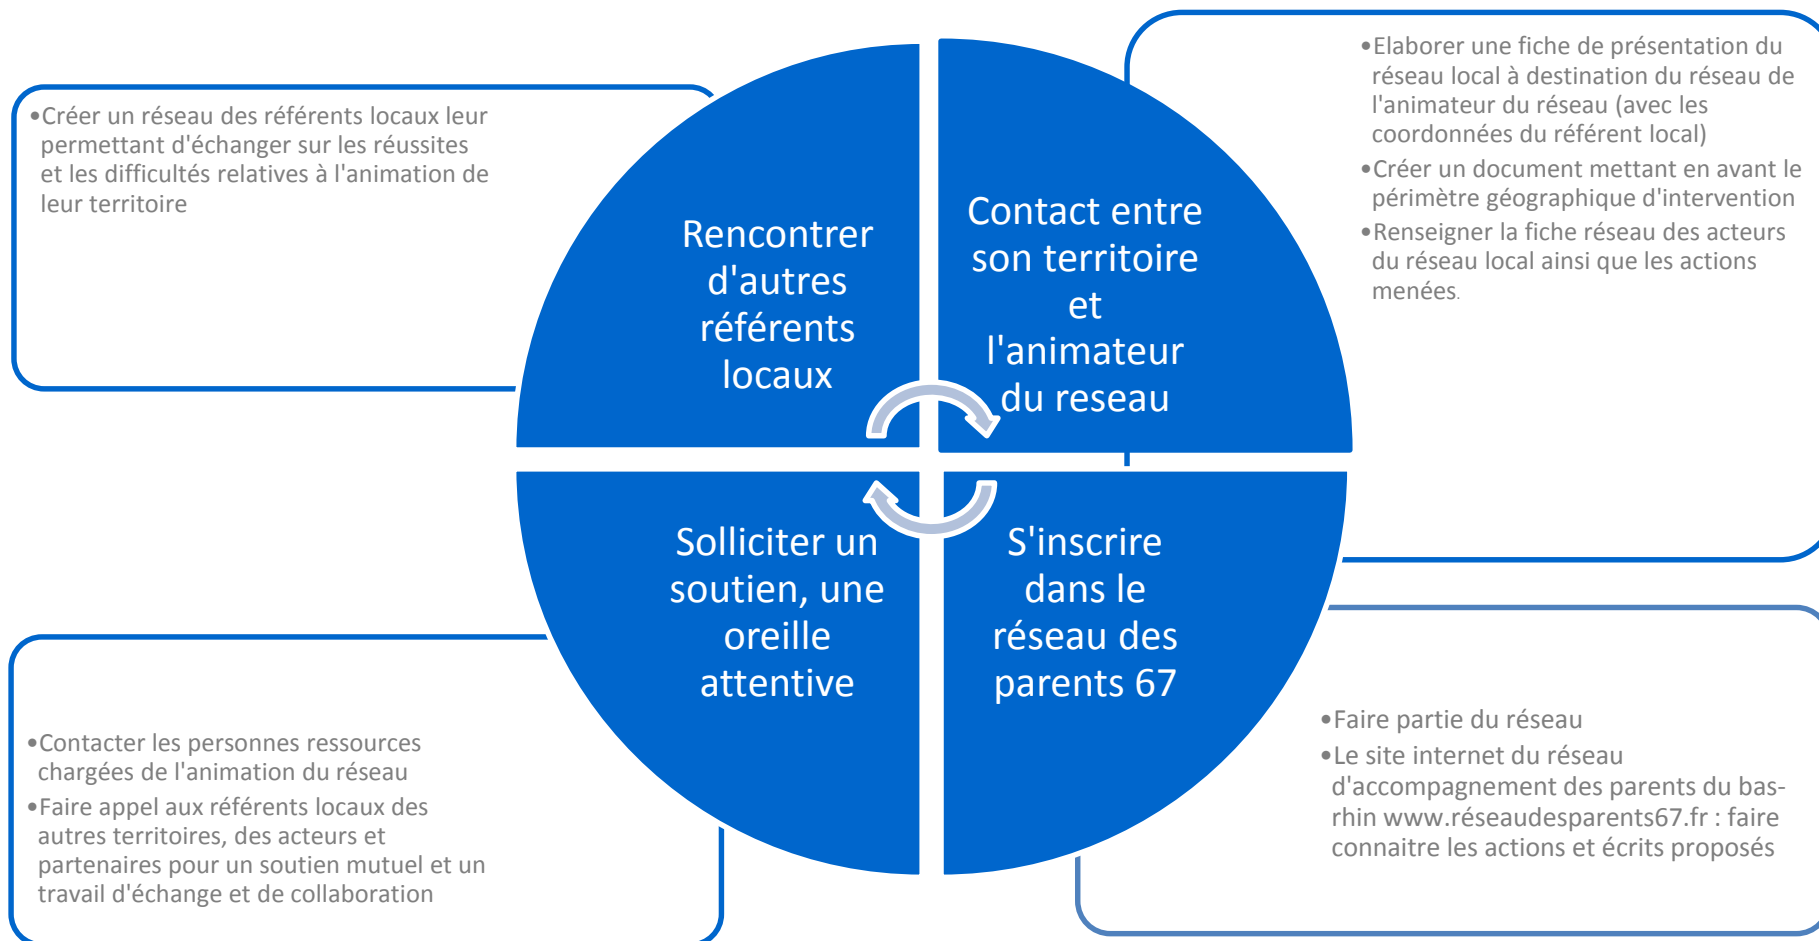 •Créer un réseau des référents locaux leur
permettant d'échanger sur les réussites
et les difficultés relatives à l'animation de
leur territoire
Rencontrer
d'autres
référents
locaux
Contact entre
son territoire
et
l'animateur
du reseau
•Elaborer une fiche de présentation du
réseau local à destination du réseau de
l'animateur du réseau (avec les
coordonnées du référent local)
•Créer un document mettant en avant le
périmètre géographique d'intervention
•Renseigner la fiche réseau des acteurs
du réseau local ainsi que les actions
menées.
•Contacter les personnes ressources
chargées de l'animation du réseau
•Faire appel aux référents locaux des
autres territoires, des acteurs et
partenaires pour un soutien mutuel et un
travail d'échange et de collaboration
Solliciter un
soutien, une
oreille
attentive
S'inscrire
dans le
réseau des
parents 67
•Faire partie du réseau
•Le site internet du réseau
d'accompagnement des parents du bas-
rhin www.réseaudesparents67.fr : faire
connaitre les actions et écrits proposés